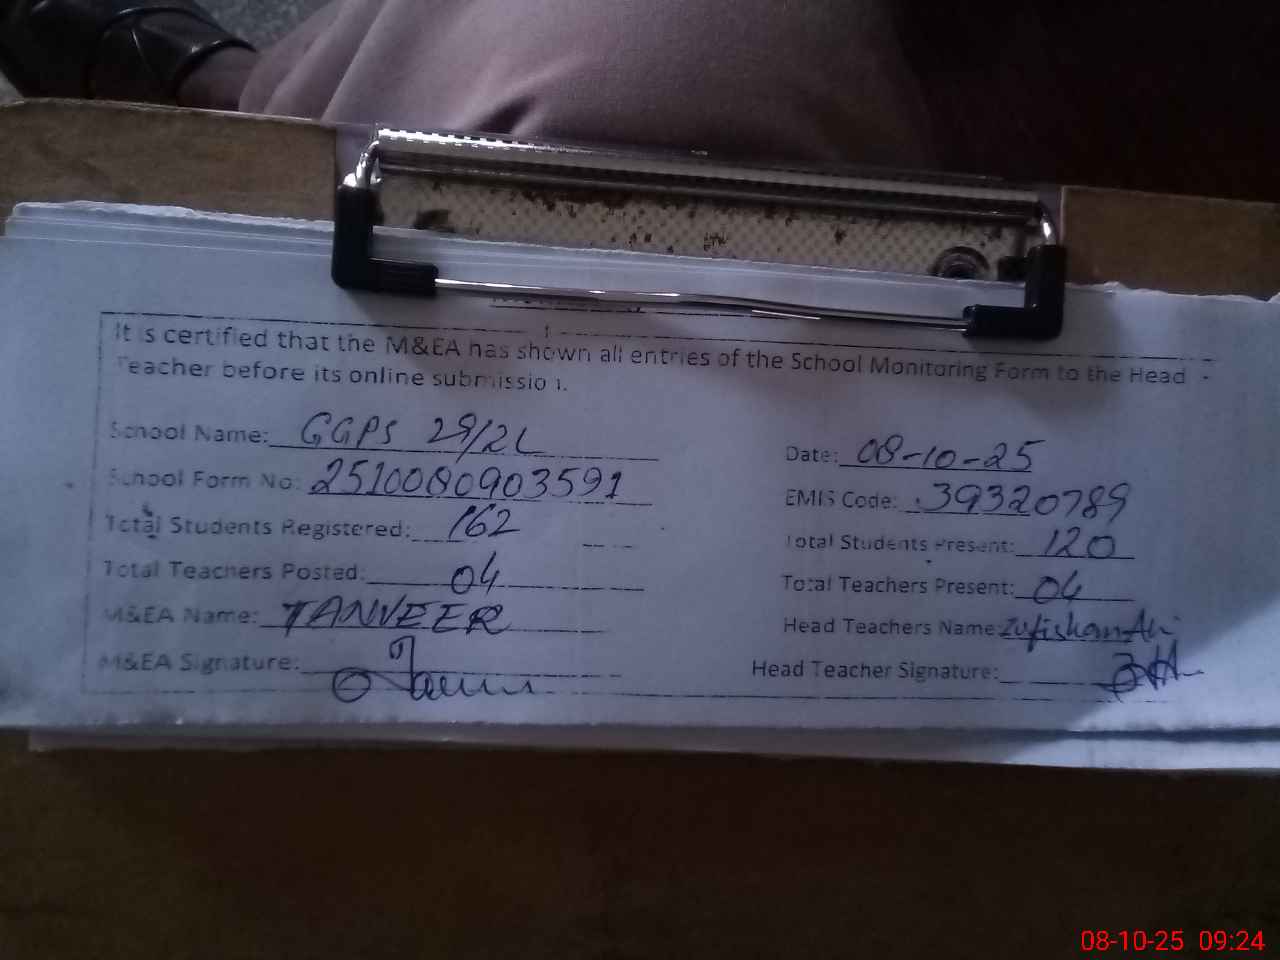 It is certified that the M&EA has shown all entries of the School Monitoring Form to the Head
Teacher before its online submission.
School Name: GGPS 29/2L
Date: 08-10-25
School Form No: 2510080903591
EMIS Code: 39320789
Total Students Registered: 162
Total Students Present: 120
Total Teachers Posted: 04
Total Teachers Present: 04
M&EA Name: TANVEER
Head Teachers Name: Zufishan Ali
M&EA Signature:
Head Teacher Signature:
08-10-25 09:24